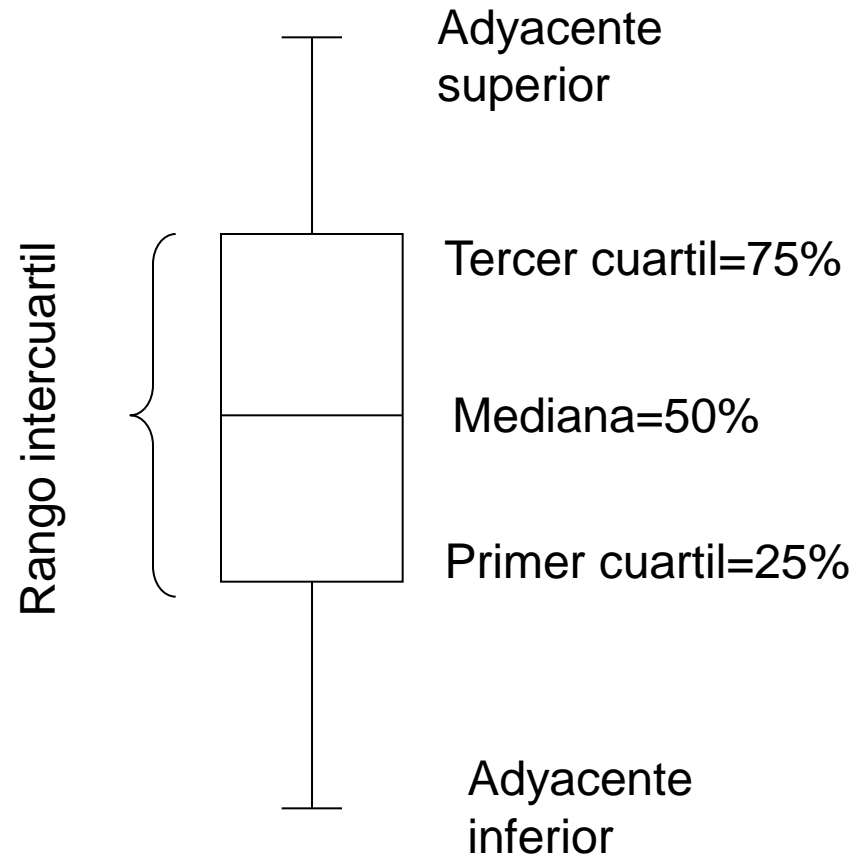 Adyacente
superior
Rango intercuartil
Tercer cuartil=75%
Mediana=50%
Primer cuartil=25%
Adyacente
inferior